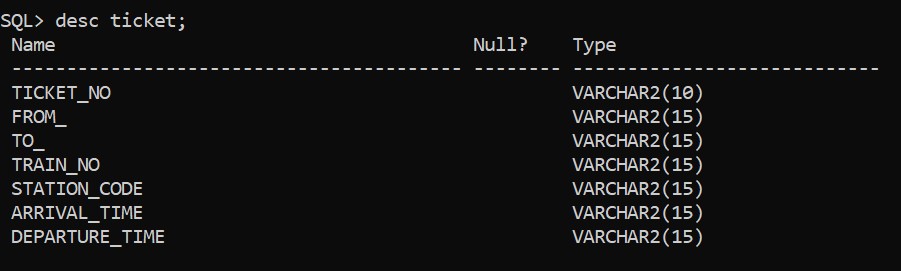 SQL> desc ticket;
Name Null? Type
----------------------------------------- -------- ----------------------------
TICKET_NO VARCHAR2(10)
FROM_ VARCHAR2(15)
TO_ VARCHAR2(15)
TRAIN_NO VARCHAR2(15)
STATION_CODE VARCHAR2(15)
ARRIVAL_TIME VARCHAR2(15)
DEPARTURE_TIME VARCHAR2(15)